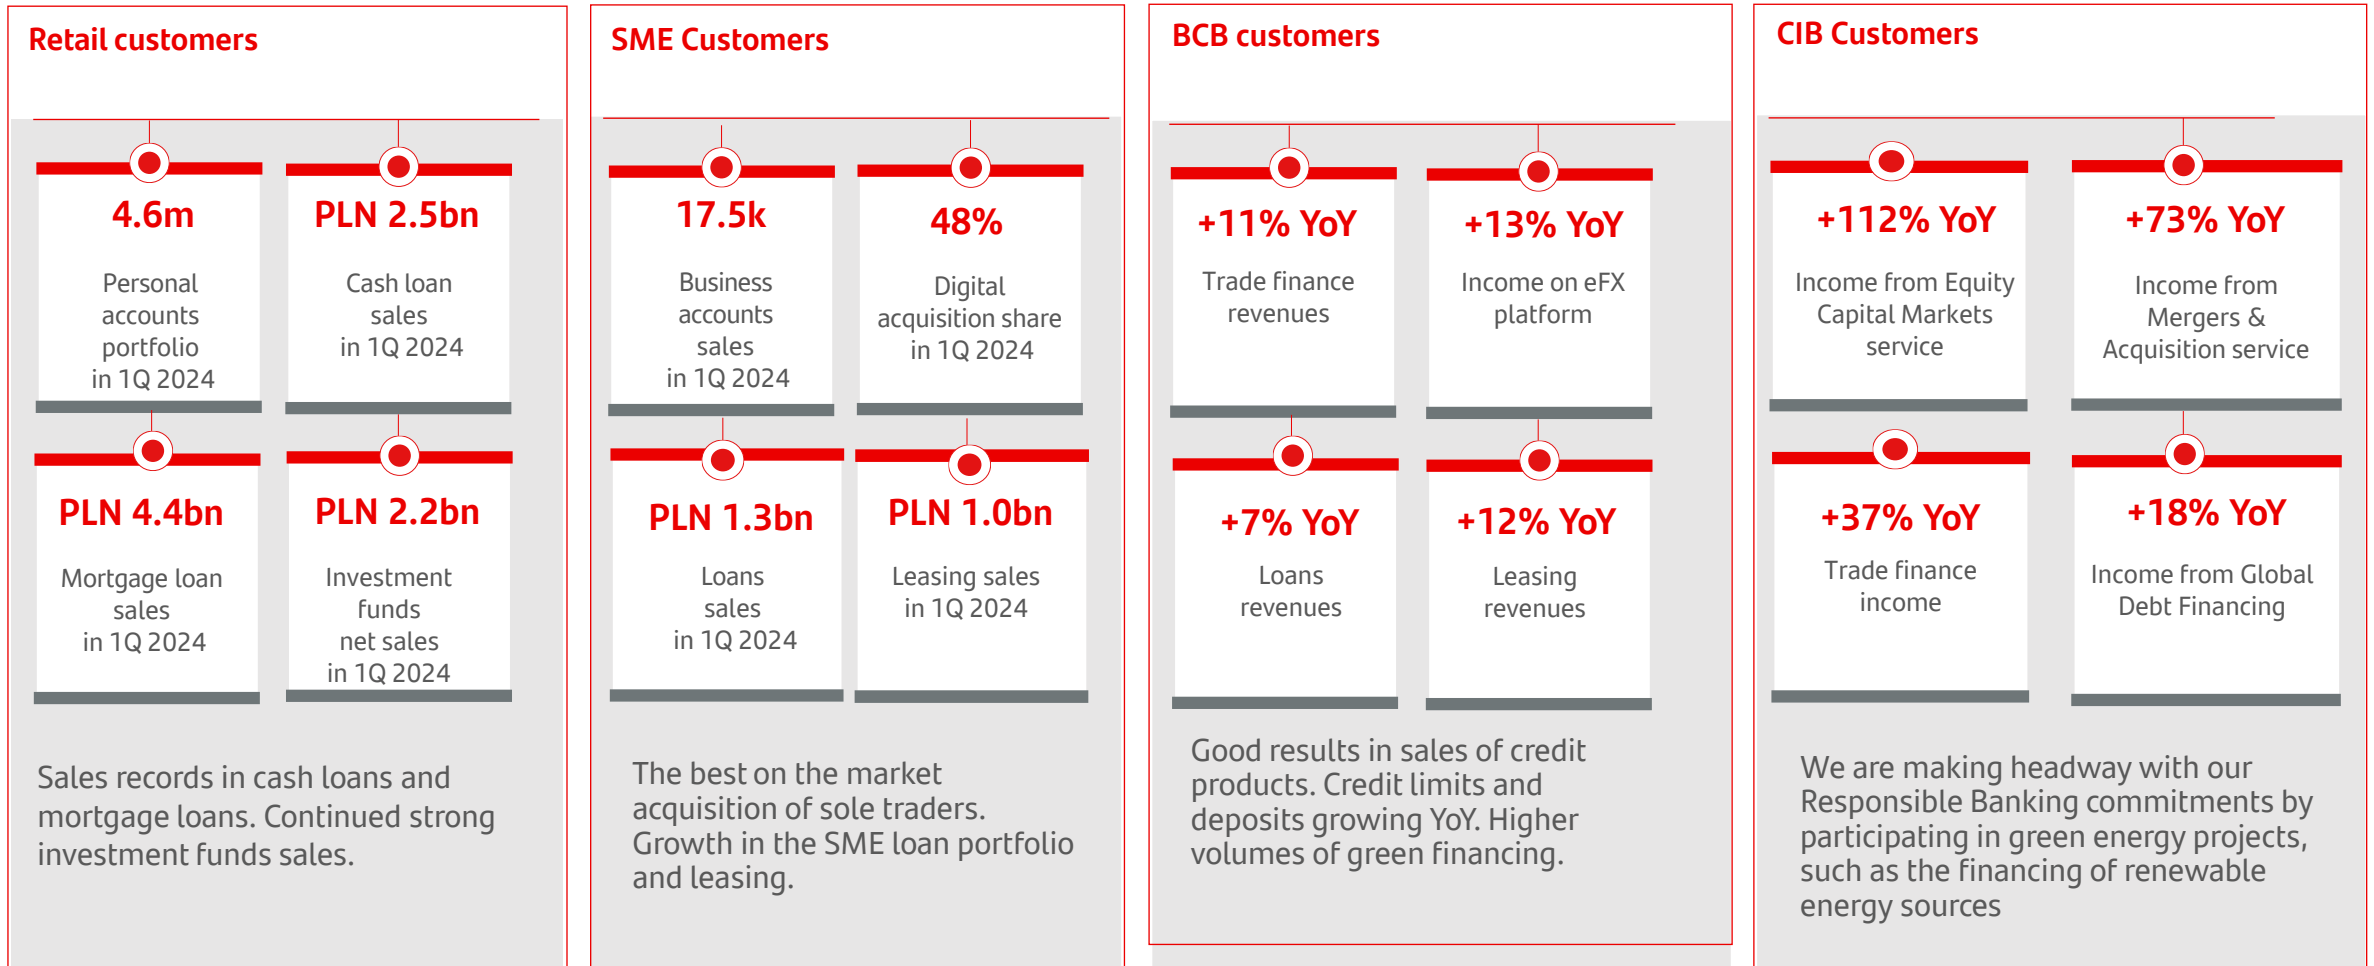 Retail customers
4.6m
Personal
accounts
portfolio
in 1Q 2024
PLN 2.5bn
Cash loan
sales
in 1Q 2024
PLN 4.4bn
Mortgage loan
sales
in 1Q 2024
PLN 2.2bn
Investment
funds
net sales
in 1Q 2024
Sales records in cash loans and
mortgage loans. Continued strong
investment funds sales.
SME Customers
17.5k
Business
accounts
sales
in 1Q 2024
48%
Digital
acquisition share
in 1Q 2024
PLN 1.3bn
Loans
sales
in 1Q 2024
PLN 1.0bn
Leasing sales
in 1Q 2024
The best on the market
acquisition of sole traders.
Growth in the SME loan portfolio
and leasing.
BCB customers
+11% YoY
Trade finance
revenues
+13% YoY
Income on eFX
platform
+7% YoY
Loans
revenues
+12% YoY
Leasing
revenues
Good results in sales of credit
products. Credit limits and
deposits growing YoY. Higher
volumes of green financing.
CIB Customers
+112% YoY
Income from Equity
Capital Markets
service
+73% YoY
Income from
Mergers &
Acquisition service
+37% YoY
Trade finance
income
+18% YoY
Income from Global
Debt Financing
We are making headway with our
Responsible Banking commitments by
participating in green energy projects,
such as the financing of renewable
energy sources